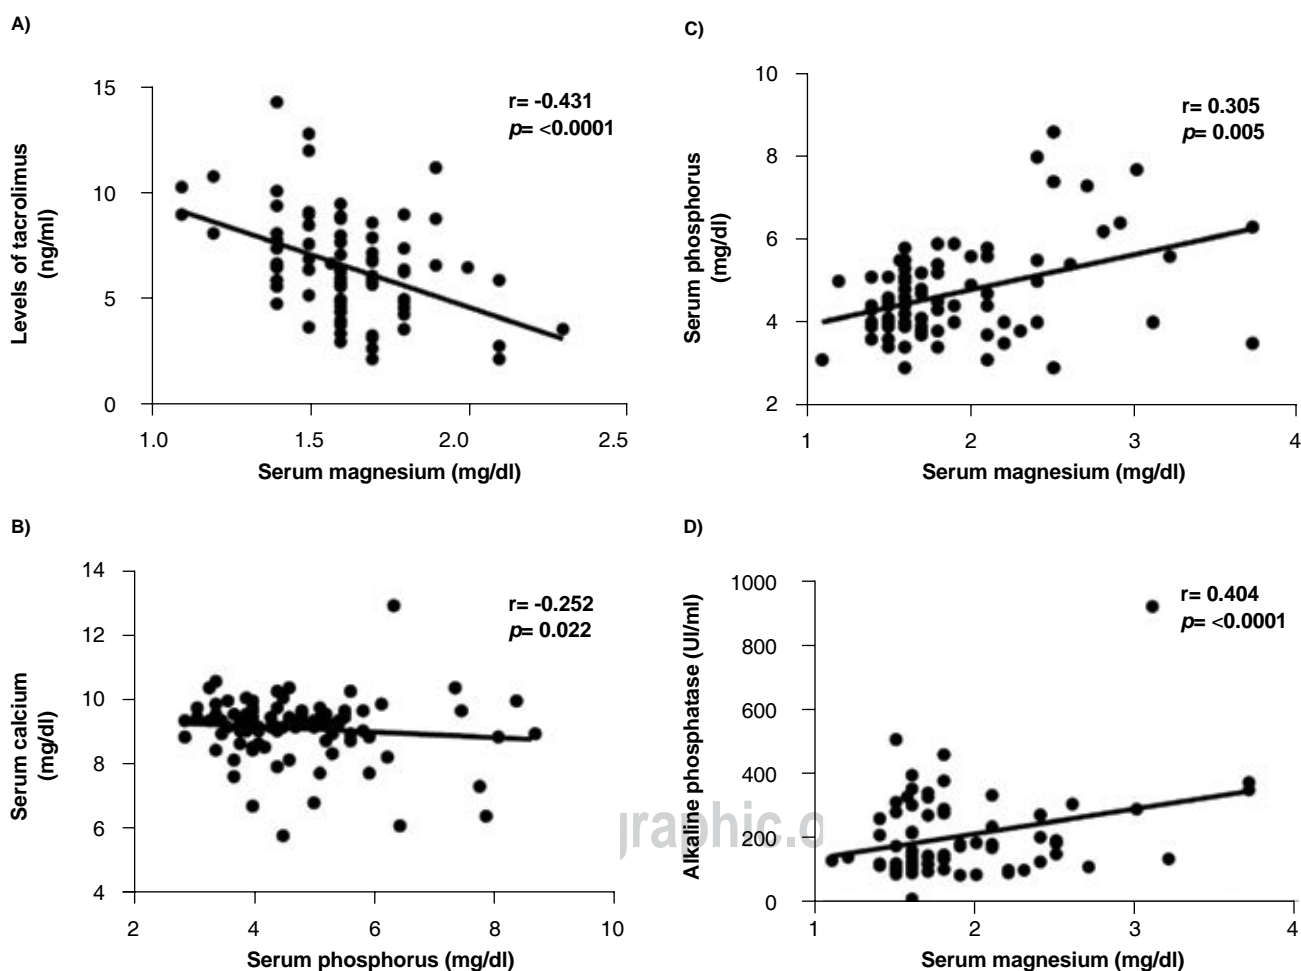 A)
15
10
5
0
Levels of tacrolimus
(ng/ml)
r= -0.431
p= <0.0001
1.0 1.5 2.0 2.5
Serum magnesium (mg/dl)
C)
10
8
6
4
2
Serum phosphorus
(mg/dl)
r= 0.305
p= 0.005
1 2 3 4
Serum magnesium (mg/dl)
B)
14
12
10
8
6
4
Serum calcium
(mg/dl)
r= -0.252
p= 0.022
2 4 6 8 10
Serum phosphorus (mg/dl)
D)
1000
800
600
400
200
0
Alkaline phosphatase (UI/ml)
r= 0.404
p= <0.0001
1 2 3 4
Serum magnesium (mg/dl)